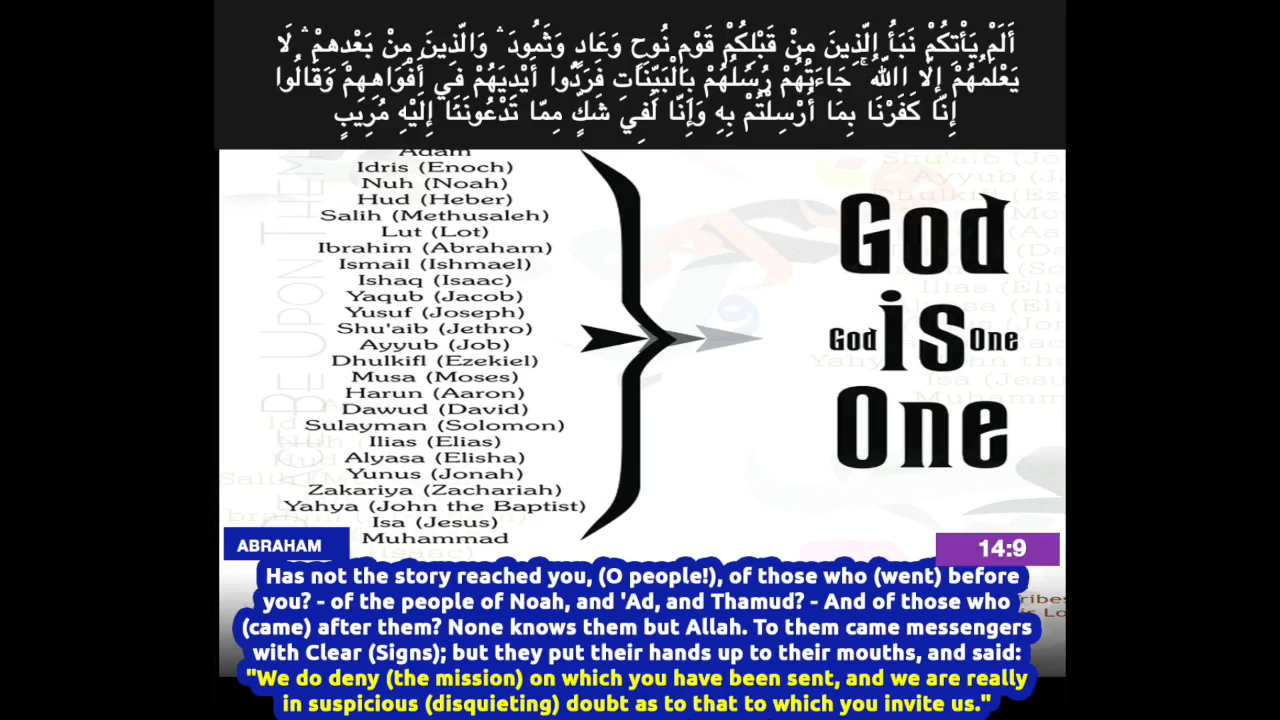 أَلَمْ يَأْتِكُمْ نَبَأُ الَّذِينَ مِنْ قَبْلِكُمْ قَوْمِ نُوحٍ وَعَادٍ وَثَمُودَ ۛ وَالَّذِينَ مِنْ بَعْدِهِمْ ۛ لَا
يَعْلَمُهُمْ إِلَّا اللَّهُ ۚ جَاءَتْهُمْ رُسُلُهُمْ بِالْبَيِّنَاتِ فَرَدُّوا أَيْدِيَهُمْ فِي أَفْوَاهِهِمْ وَقَالُوا
إِنَّا كَفَرْنَا بِمَا أُرْسِلْتُمْ بِهِ وَإِنَّا لَفِي شَكٍّ مِمَّا تَدْعُونَنَا إِلَيْهِ مُرِيبٍ
Adam
Idris (Enoch)
Nuh (Noah)
Hud (Heber)
Salih (Methusaleh)
Lut (Lot)
Ibrahim (Abraham)
Ismail (Ishmael)
Ishaq (Isaac)
Yaqub (Jacob)
Yusuf (Joseph)
Shu'aib (Jethro)
Ayyub (Job)
Dhulkifl (Ezekiel)
Musa (Moses)
Harun (Aaron)
Dawud (David)
Sulayman (Solomon)
Ilias (Elias)
Alyasa (Elisha)
Yunus (Jonah)
Zakariya (Zachariah)
Yahya (John the Baptist)
Isa (Jesus)
Muhammad
God
is
One
God One
ABRAHAM
14:9
Has not the story reached you, (O people!), of those who (went) before
you? - of the people of Noah, and 'Ad, and Thamud? - And of those who
(came) after them? None knows them but Allah. To them came messengers
with Clear (Signs); but they put their hands up to their mouths, and said:
"We do deny (the mission) on which you have been sent, and we are really
in suspicious (disquieting) doubt as to that to which you invite us."